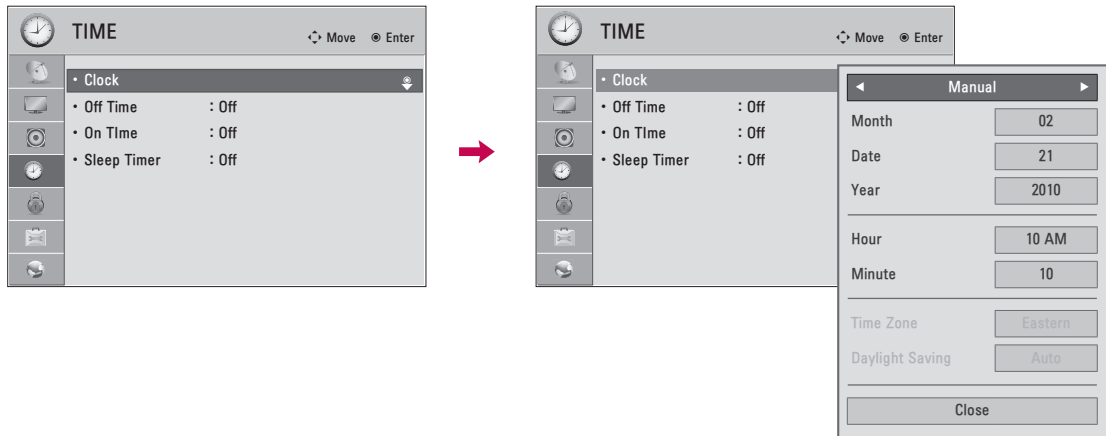 TIME
Move Enter
• Clock
• Off Time : Off
• On TIme : Off
• Sleep Timer : Off
TIME
Move Enter
• Clock
• Off Time : Off
• On TIme : Off
• Sleep Timer : Off
◄ Manual ►
Month 02
Date 21
Year 2010
Hour 10 AM
Minute 10
Time Zone Eastern
Daylight Saving Auto
Close